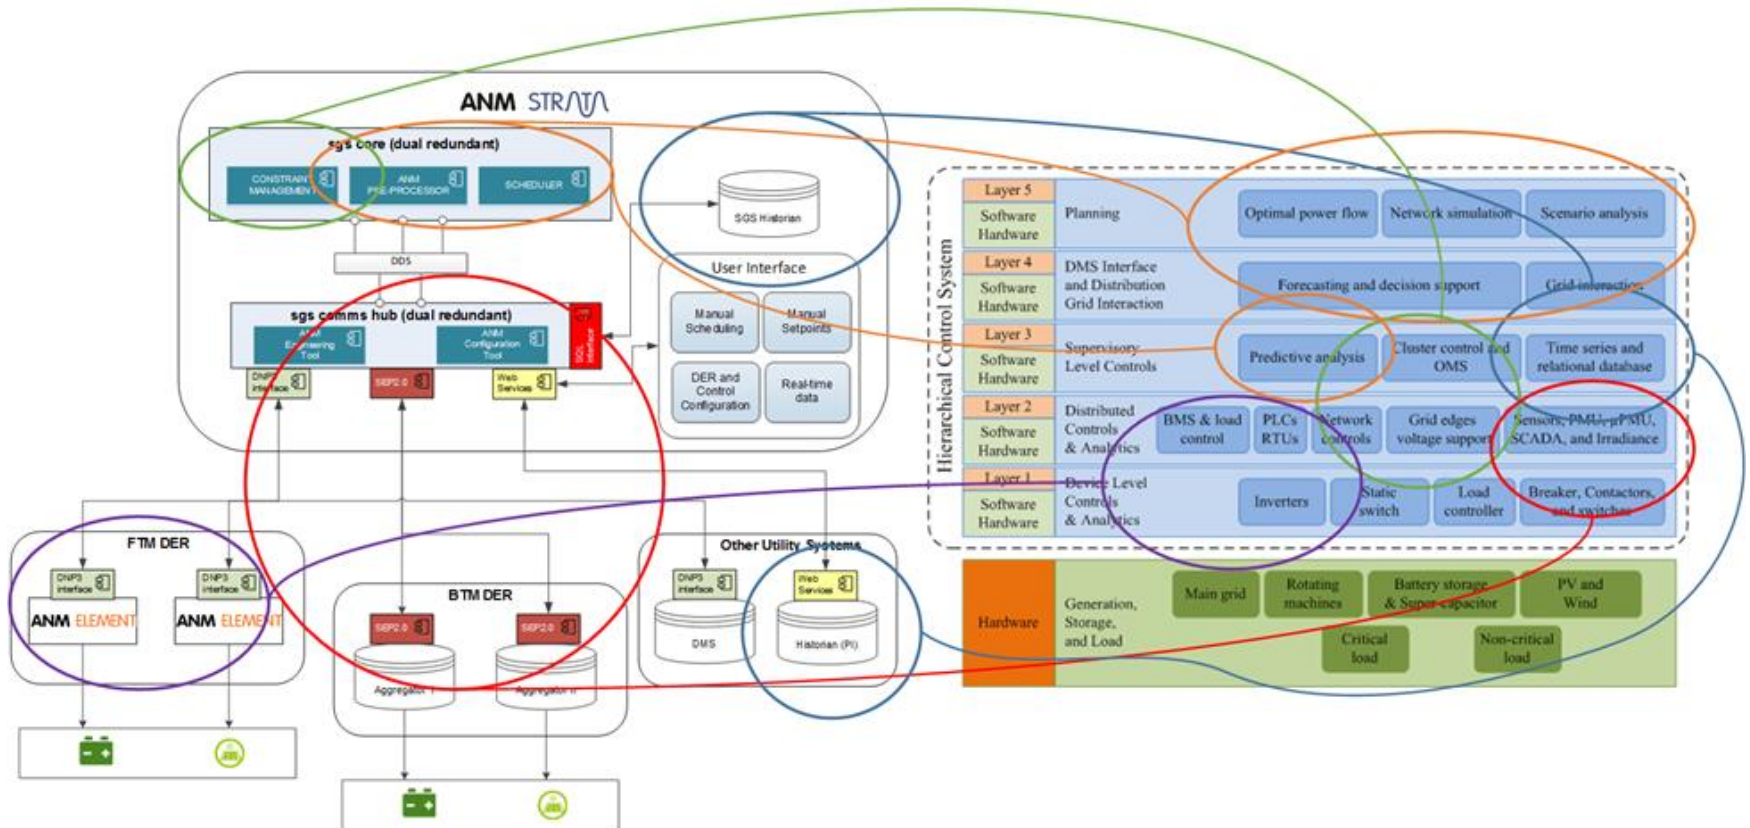 ANM STRATA
sgs core (dual redundant)
CONSTRAINT
MANAGEMENT
ANM
PRE-PROCESSOR
SCHEDULER
DDS
SGS Historian
User Interface
Manual
Scheduling
Manual
Setpoints
DER and
Control
Configuration
Real-time
data
sgs comms hub (dual redundant)
ANM
Engineering
Tool
ANM
Configuration
Tool
SQL
Interface
DNP3
interface
SEP2.0
Web
Services
FTM DER
DNP3
interface
DNP3
interface
ANM ELEMENT
ANM ELEMENT
BTM DER
SEP2.0
SEP2.0
Aggregator I
Aggregator II
Other Utility Systems
DNP3
interface
Web
Services
DMS
Historian (PI)
Hierarchical Control System
Layer 5
Software
Hardware
Planning
Optimal power flow
Network simulation
Scenario analysis
Layer 4
Software
Hardware
DMS Interface
and Distribution
Grid Interaction
Forecasting and decision support
Grid interaction
Layer 3
Software
Hardware
Supervisory
Level Controls
Predictive analysis
Cluster control and
OMS
Time series and
relational database
Layer 2
Software
Hardware
Distributed
Controls
& Analytics
BMS & load
control
PLCs
RTUs
Network
controls
Grid edges
voltage support
Sensors, PMU, μPMU,
SCADA, and Irradiance
Layer 1
Software
Hardware
Device Level
Controls
& Analytics
Inverters
Static
switch
Load
controller
Breaker, Contactors,
and switches
Hardware
Generation,
Storage,
and Load
Main grid
Rotating
machines
Battery storage
& Super capacitor
PV and
Wind
Critical
load
Non-critical
load